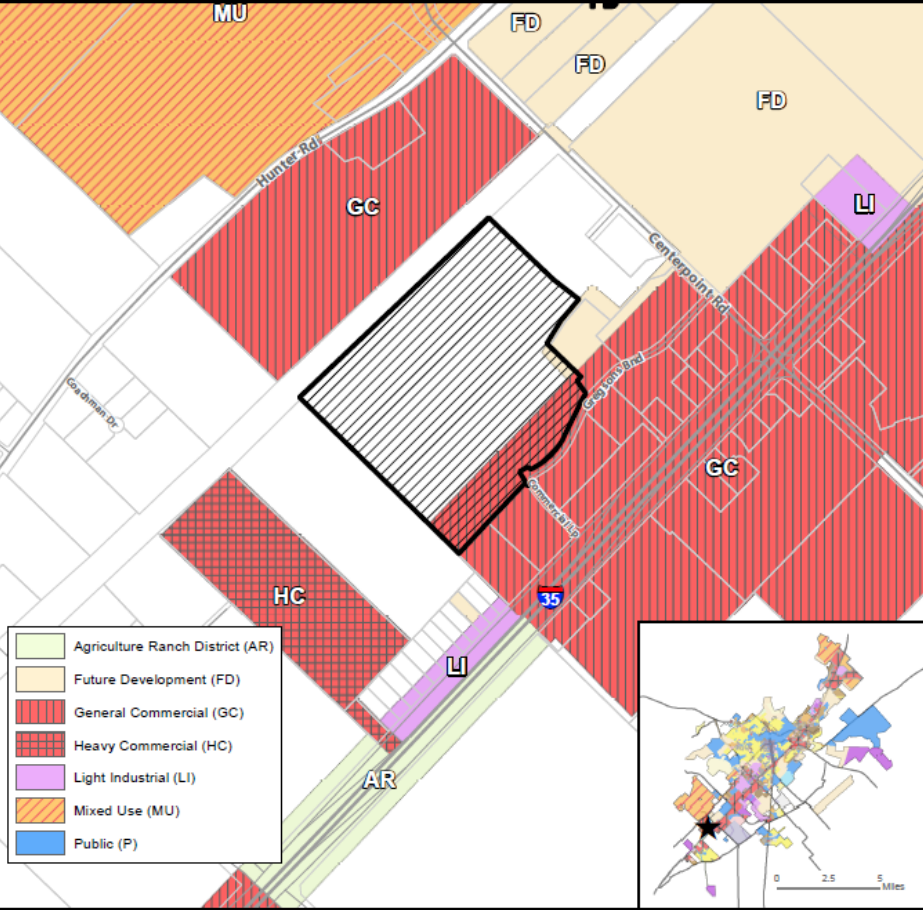 MU
FD
FD
FD
Hunter Rd
GC
LI
Centerpoint Rd
Gregsons Bnd
Coachman Dr
GC
Commercial Lp
HC
35
LI
AR
Agriculture Ranch District (AR)
Future Development (FD)
General Commercial (GC)
Heavy Commercial (HC)
Light Industrial (LI)
Mixed Use (MU)
Public (P)
0 2.5 5
Miles